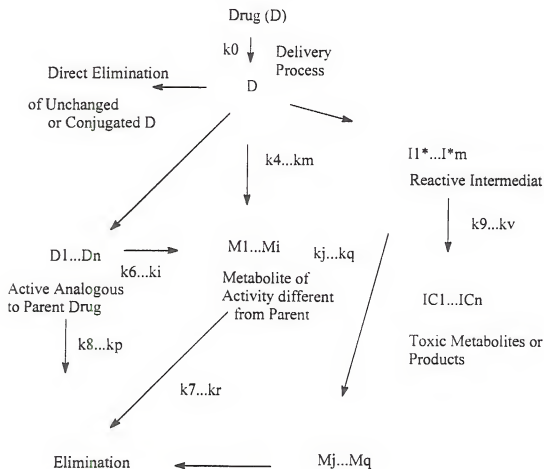 Drug (D)
k0
Delivery
Process
Direct Elimination
D
of Unchanged
or Conjugated D
k4...km
I1*...I*m
Reactive Intermediat
k9...kv
D1...Dn
k6...ki
M1...Mi
kj...kq
Active Analogous
to Parent Drug
Metabolite of
Activity different
from Parent
IC1...ICn
Toxic Metabolites or
Products
k8...kp
k7...kr
Elimination
Mj...Mq